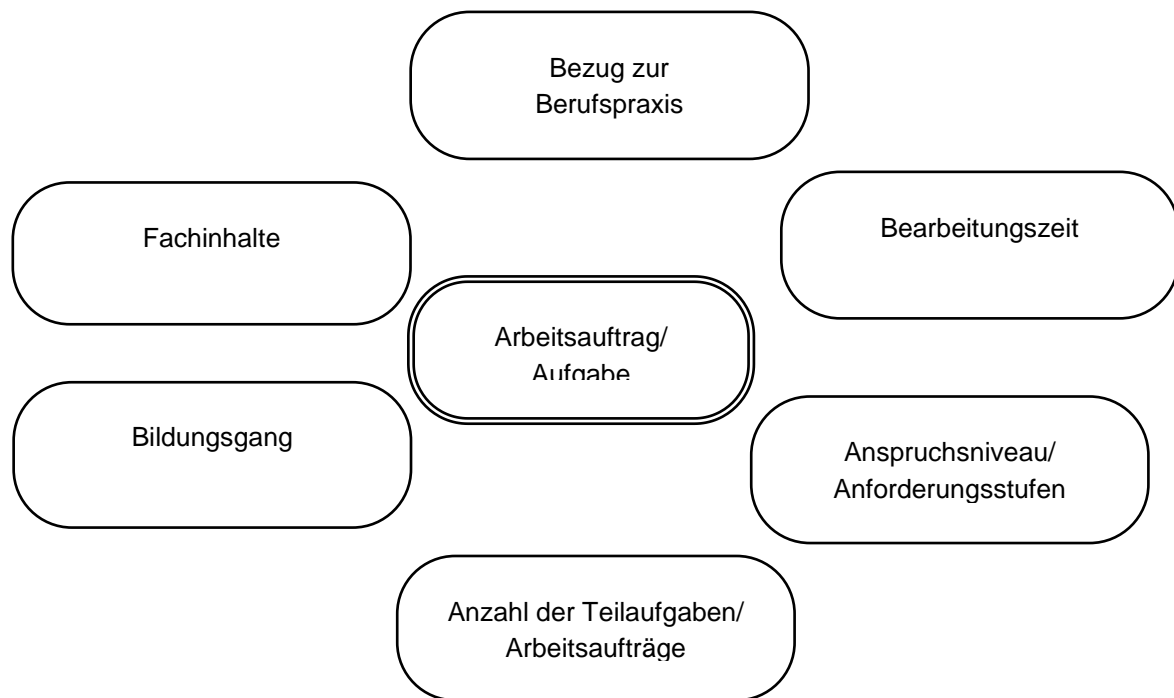 Bezug zur
Berufspraxis
Fachinhalte
Bearbeitungszeit
Arbeitsauftrag/
Aufgabe
Bildungsgang
Anspruchsniveau/
Anforderungsstufen
Anzahl der Teilaufgaben/
Arbeitsaufträge